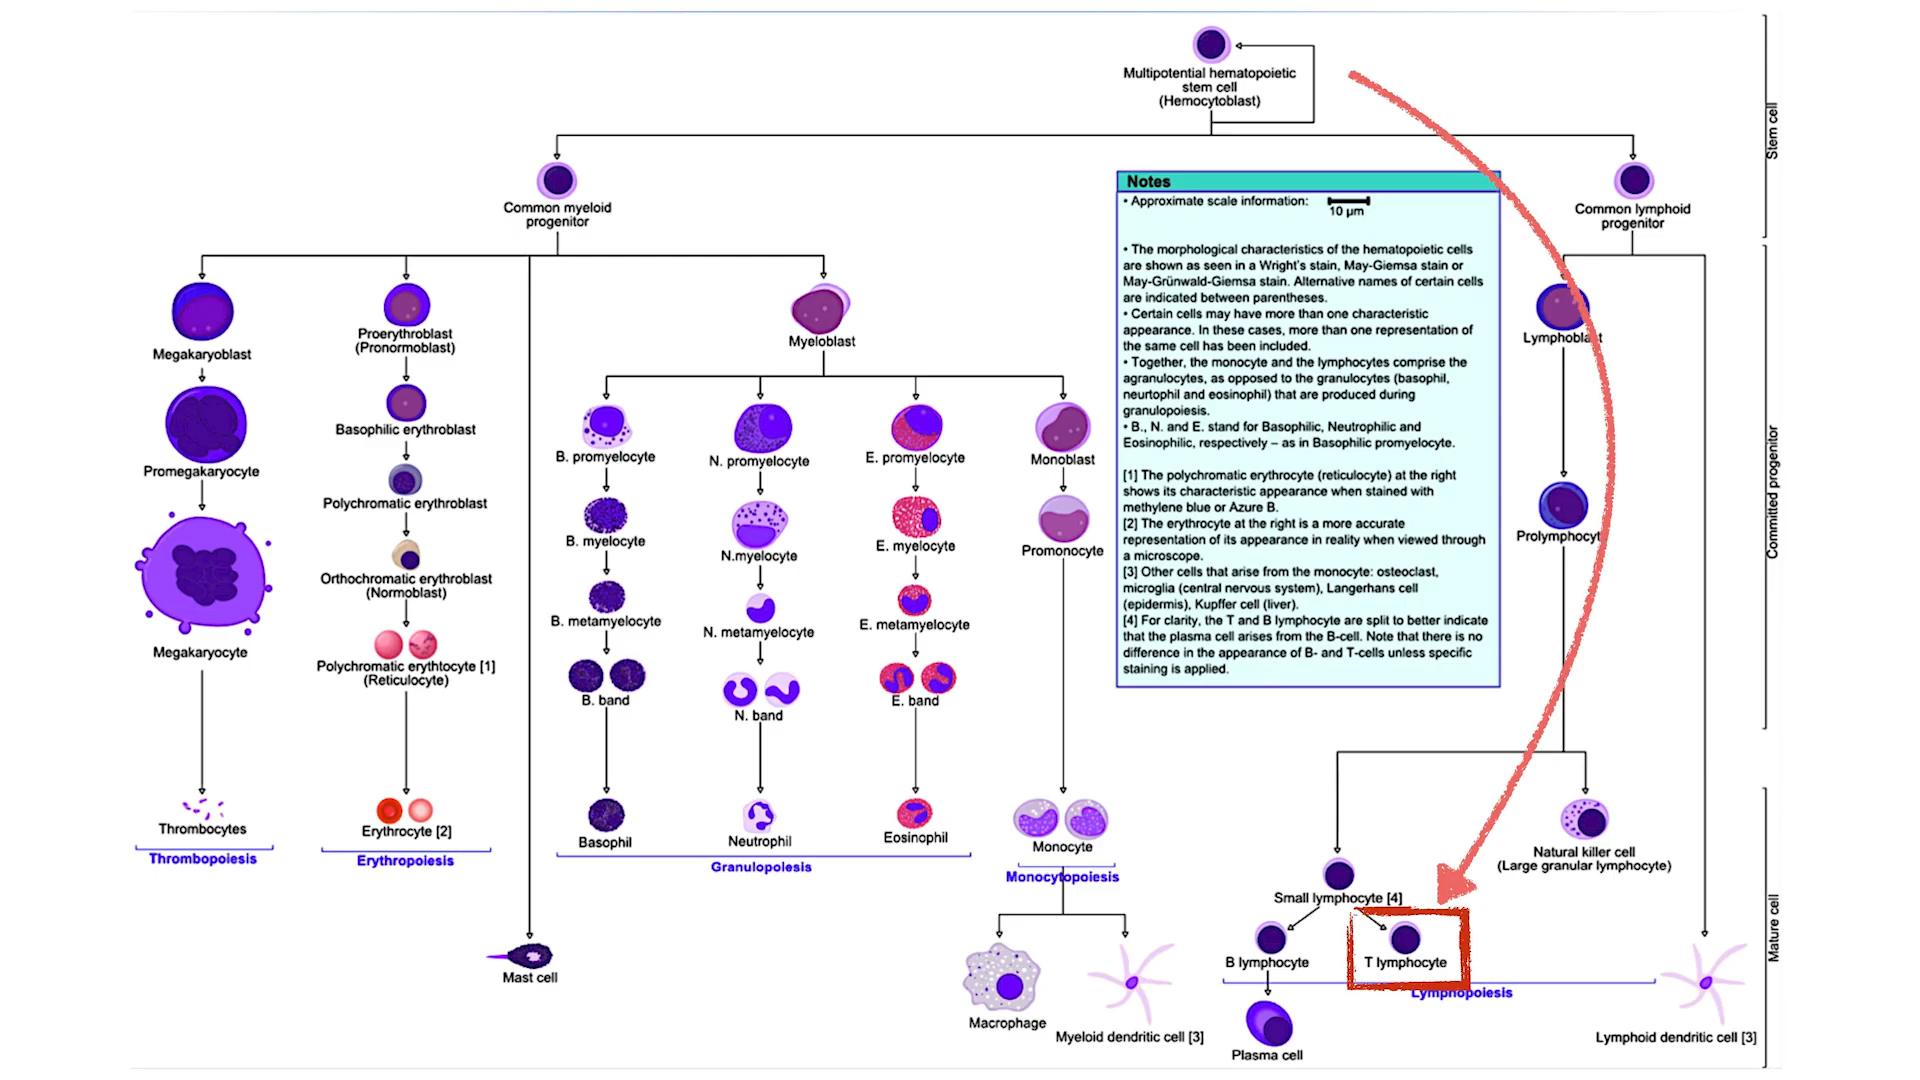 Multipotential hematopoietic
stem cell
(Hemocytoblast)
Stem cell
Common myeloid
progenitor
Common lymphoid
progenitor
Notes
• Approximate scale information:
10 µm
• The morphological characteristics of the hematopoietic cells
are shown as seen in a Wright's stain, May-Giemsa stain or
May-Grünwald-Giemsa stain. Alternative names of certain cells
are indicated between parentheses.
• Certain cells may have more than one characteristic
appearance. In these cases, more than one representation of
the same cell has been included.
• Together, the monocyte and the lymphocytes comprise the
agranulocytes, as opposed to the granulocytes (basophil,
neurtophil and eosinophil) that are produced during
granulopoiesis.
• B., N. and E. stand for Basophilic, Neutrophilic and
Eosinophilic, respectively – as in Basophilic promyelocyte.
[1] The polychromatic erythrocyte (reticulocyte) at the right
shows its characteristic appearance when stained with
methylene blue or Azure B.
[2] The erythrocyte at the right is a more accurate
representation of its appearance in reality when viewed through
a microscope.
[3] Other cells that arise from the monocyte: osteoclast,
microglia (central nervous system), Langerhans cell
(epidermis), Kupffer cell (liver).
[4] For clarity, the T and B lymphocyte are split to better indicate
that the plasma cell arises from the B-cell. Note that there is no
difference in the appearance of B- and T-cells unless specific
staining is applied.
Megakaryoblast
Promegakaryocyte
Megakaryocyte
Thrombocytes
Thrombopoiesis
Proerythroblast
(Pronormoblast)
Basophilic erythroblast
Polychromatic erythroblast
Orthochromatic erythroblast
(Normoblast)
Polychromatic erythtocyte [1]
(Reticulocyte)
Erythrocyte [2]
Erythropoiesis
Mast cell
Myeloblast
B. promyelocyte
B. myelocyte
B. metamyelocyte
B. band
Basophil
N. promyelocyte
N.myelocyte
N. metamyelocyte
N. band
Neutrophil
E. promyelocyte
E. myelocyte
E. metamyelocyte
E. band
Eosinophil
Granulopoiesis
Monoblast
Promonocyte
Monocyte
Monocytopoiesis
Macrophage
Myeloid dendritic cell [3]
Lymphoblast
Prolymphocyt
Committed progenitor
Natural killer cell
(Large granular lymphocyte)
Small lymphocyte [4]
B lymphocyte
T lymphocyte
Lymphopoiesis
Plasma cell
Lymphoid dendritic cell [3]
Mature cell